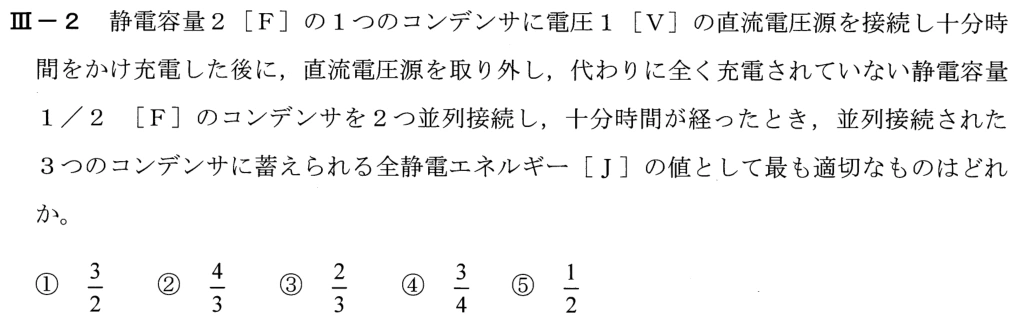 Ⅲ－２　静電容量２［Ｆ］の１つのコンデンサに電圧１［Ｖ］の直流電圧源を接続し十分時
間をかけ充電した後に，直流電圧源を取り外し，代わりに全く充電されていない静電容量
１／２　［Ｆ］のコンデンサを２つ並列接続し，十分時間が経ったとき，並列接続された
３つのコンデンサに蓄えられる全静電エネルギー［Ｊ］の値として最も適切なものはどれ
か。
① 3/2　② 4/3　③ 2/3　④ 3/4　⑤ 1/2